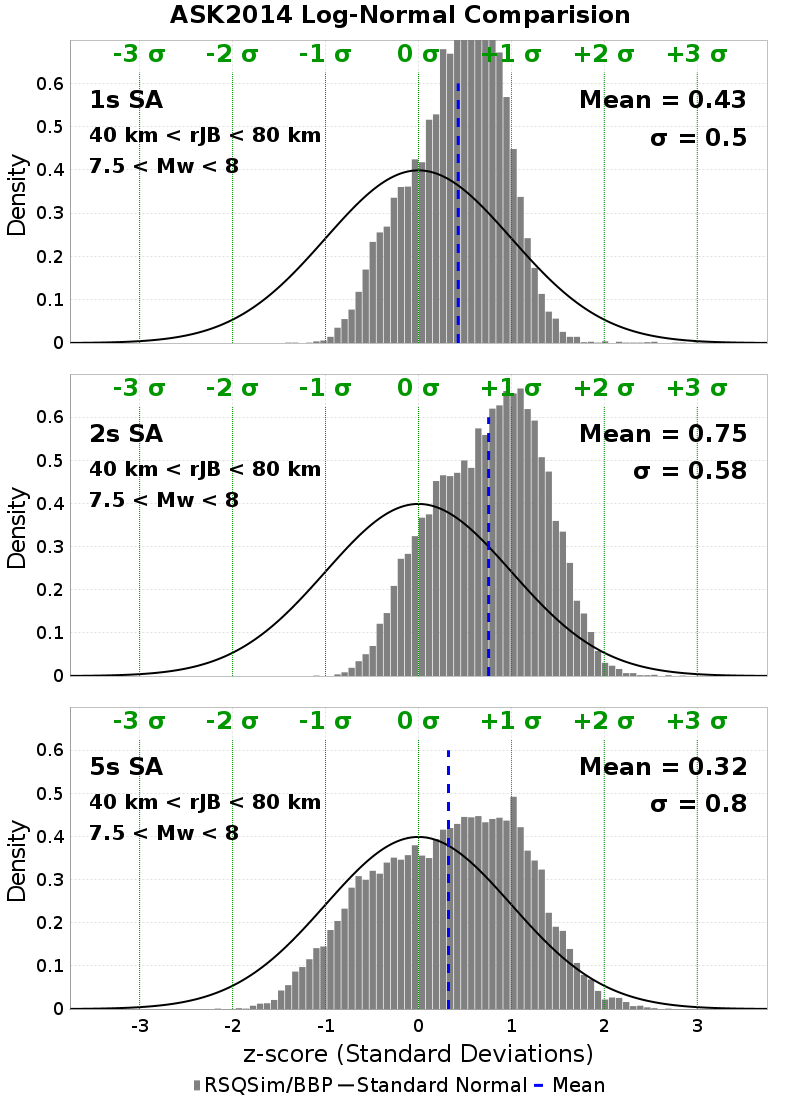 ASK2014 Log-Normal Comparision
-3 σ -2 σ -1 σ 0 σ +1 σ +2 σ +3 σ
1s SA
40 km < rJB < 80 km
7.5 < Mw < 8
Mean = 0.43
σ = 0.5
Density
0.6
0.5
0.4
0.3
0.2
0.1
0
-3 σ -2 σ -1 σ 0 σ +1 σ +2 σ +3 σ
2s SA
40 km < rJB < 80 km
7.5 < Mw < 8
Mean = 0.75
σ = 0.58
Density
0.6
0.5
0.4
0.3
0.2
0.1
0
-3 σ -2 σ -1 σ 0 σ +1 σ +2 σ +3 σ
5s SA
40 km < rJB < 80 km
7.5 < Mw < 8
Mean = 0.32
σ = 0.8
Density
0.6
0.5
0.4
0.3
0.2
0.1
0
-3 -2 -1 0 1 2 3
z-score (Standard Deviations)
RSQSim/BBP Standard Normal Mean